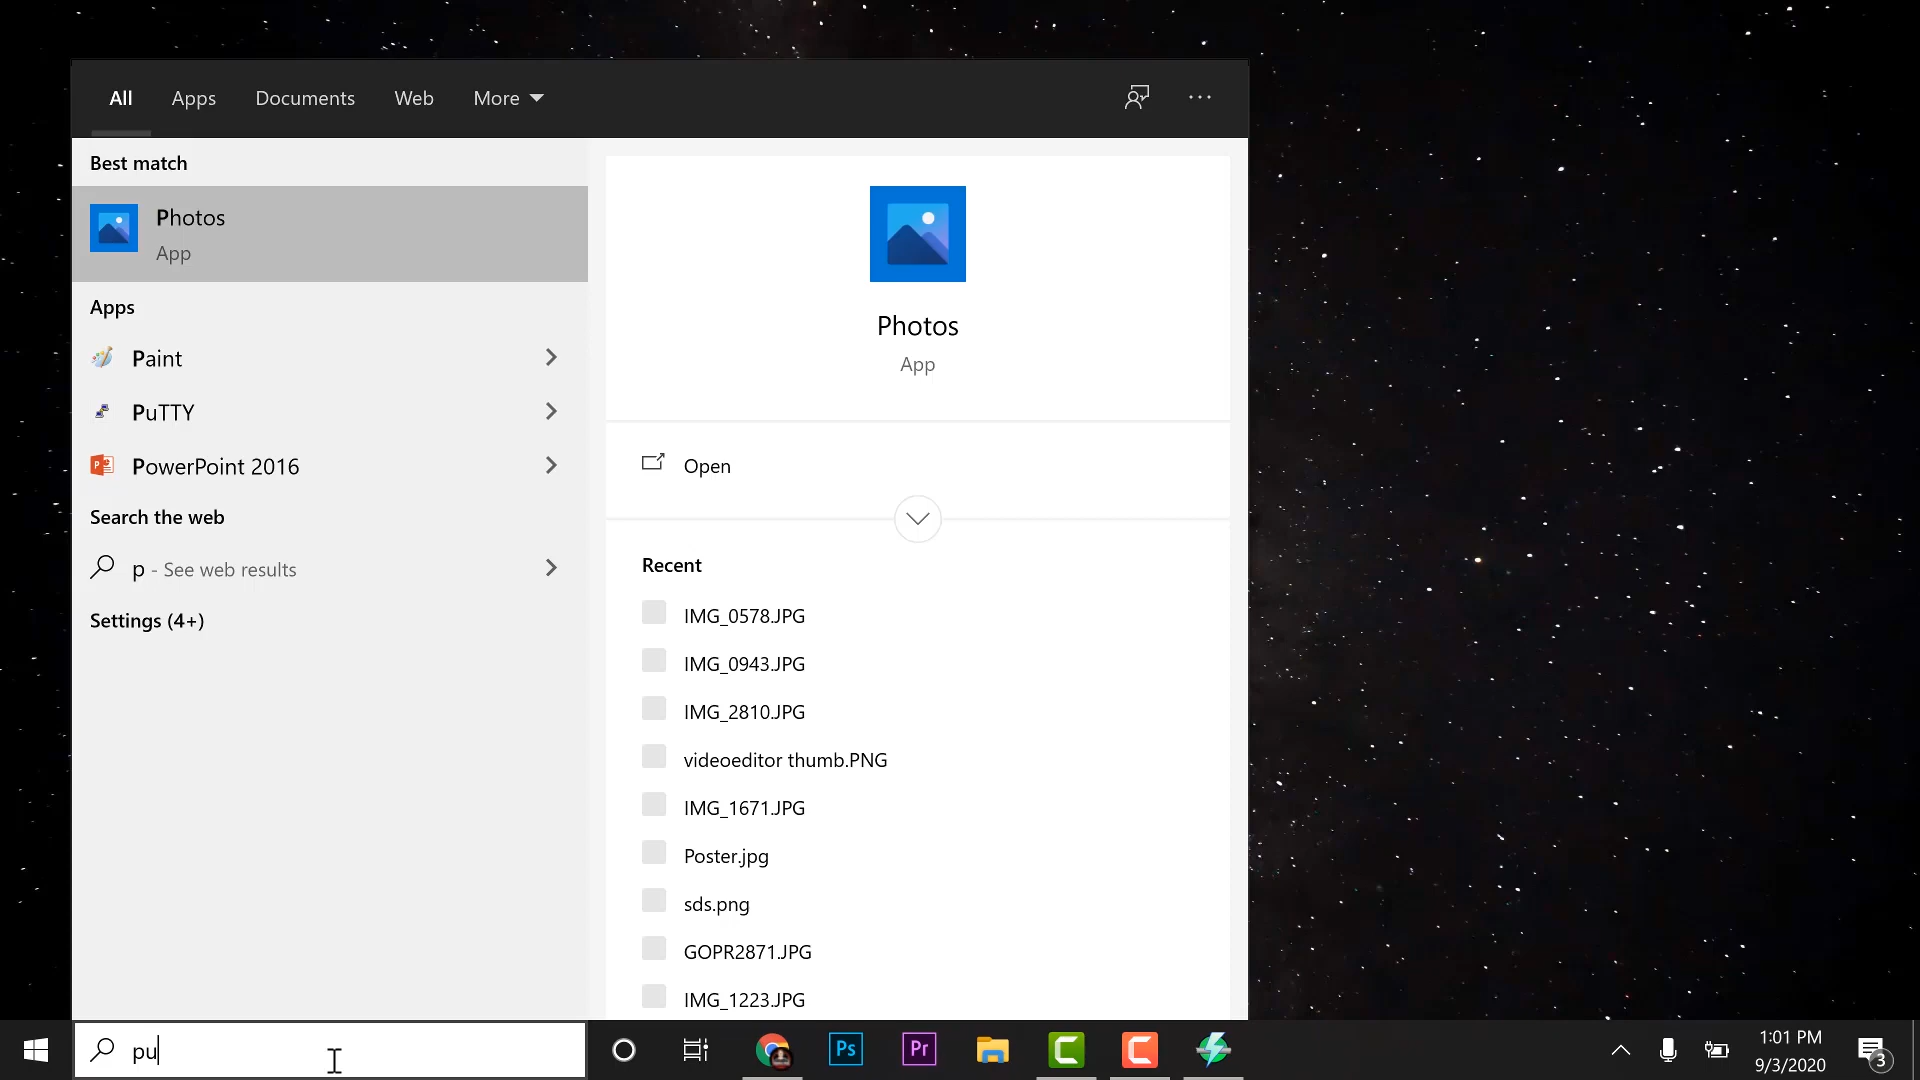 All Apps Documents Web More
Best match
Photos
App
Apps
Paint
PuTTY
PowerPoint 2016
Search the web
p - See web results
Settings (4+)
Photos
App
Open
Recent
IMG_0578.JPG
IMG_0943.JPG
IMG_2810.JPG
videoeditor thumb.PNG
IMG_1671.JPG
Poster.jpg
sds.png
GOPR2871.JPG
IMG_1223.JPG
pu
Ps
Pr
1:01 PM
9/3/2020
3